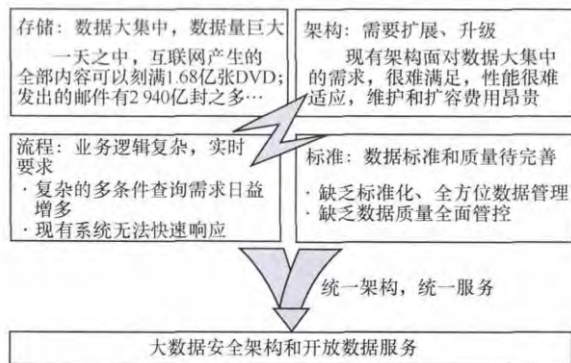 存储：数据大集中，数据量巨大
一天之中，互联网产生的
全部内容可以刻满1.68亿张DVD；
发出的邮件有2 940亿封之多…
架构：需要扩展、升级
现有架构面对数据大集中
的需求，很难满足，性能很难
适应，维护和扩容费用昂贵
流程：业务逻辑复杂，实时
要求
· 复杂的多条件查询需求日益
增多
· 现有系统无法快速响应
标准：数据标准和质量待完善
· 缺乏标准化、全方位数据管理
· 缺乏数据质量全面管控
统一架构，统一服务
大数据安全架构和开放数据服务